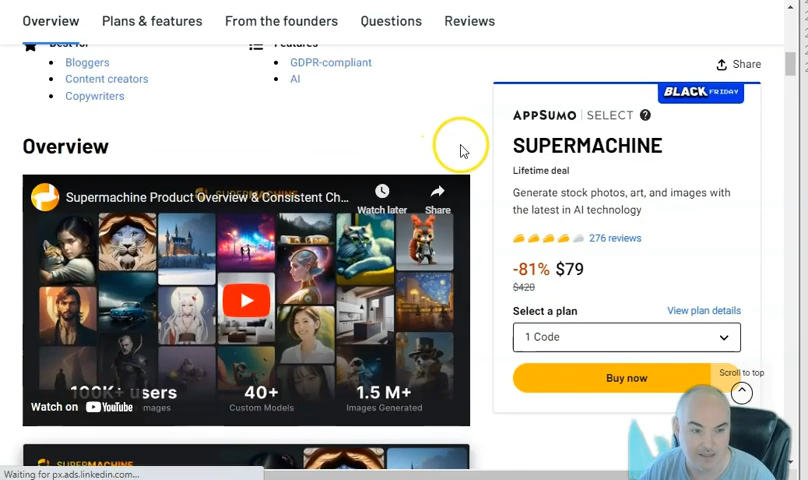 Overview
Plans & features
From the founders
Questions
Reviews
Best for
Features
Bloggers
Content creators
Copywriters
GDPR-compliant
AI
Share
BLACK FRIDAY
APPSUMO SELECT ?
SUPERMACHINE
Lifetime deal
Generate stock photos, art, and images with
the latest in AI technology
276 reviews
-81% $79
$420
Select a plan
View plan details
1 Code
Buy now
Scroll to top
Overview
Supermachine Product Overview & Consistent Ch...
Watch later
Share
100K+ users
40+
Custom Models
1.5 M+
Images Generated
Watch on YouTube
SUPERMACHINE
Waiting for px.ads.linkedin.com...